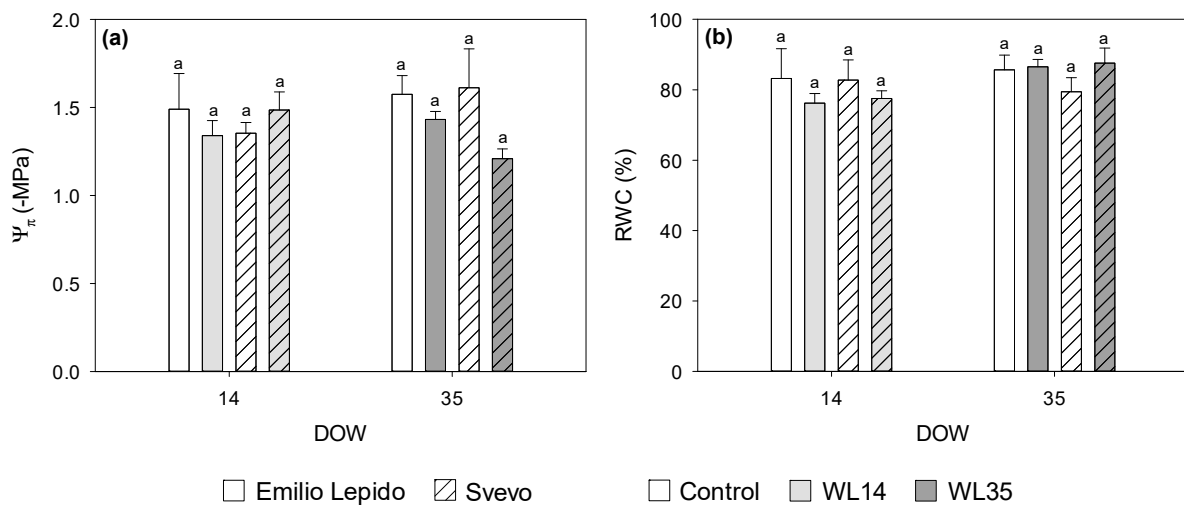 (a)
2.0
1.5
1.0
0.5
0.0
Ψπ (-MPa)
a a a a a a a a
14 35
DOW
(b)
100
80
60
40
20
0
RWC (%)
a a a a a a a a
14 35
DOW
Emilio Lepido Svevo Control WL14 WL35